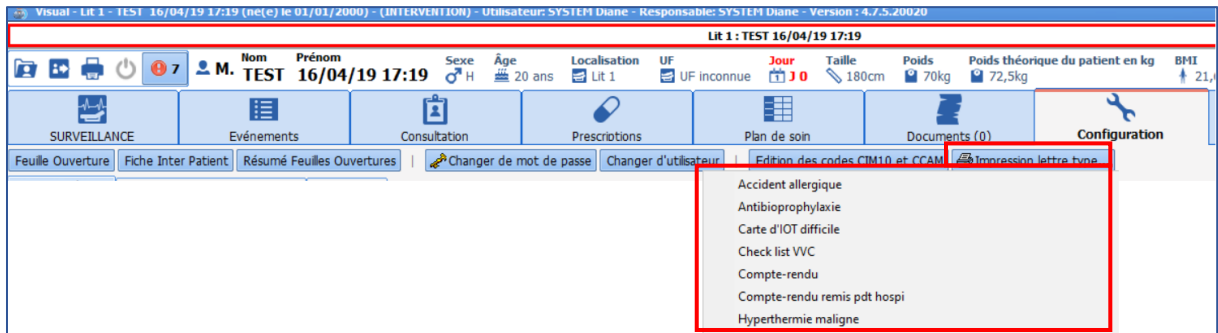 Visual - Lit 1 - TEST 16/04/19 17:19 (né(e) le 01/01/2000) - (INTERVENTION) - Utilisateur: SYSTEM Diane - Responsable: SYSTEM Diane - Version : 4.7.5.20020
Lit 1 : TEST 16/04/19 17:19
Nom Prénom Sexe Âge Localisation UF Jour Taille Poids Poids théorique du patient en kg BMI
7 M. TEST 16/04/19 17:19 H 20 ans Lit 1 UF inconnue J 0 180cm 70kg 72,5kg
SURVEILLANCE Evénements Consultation Prescriptions Plan de soin Documents (0) Configuration
Feuille Ouverture Fiche Inter Patient Résumé Feuilles Ouvertures | Changer de mot de passe Changer d'utilisateur | Edition des codes CIM10 et CCAM Impression lettre type
Accident allergique
Antibioprophylaxie
Carte d'IOT difficile
Check list VVC
Compte-rendu
Compte-rendu remis pdt hospi
Hyperthermie maligne